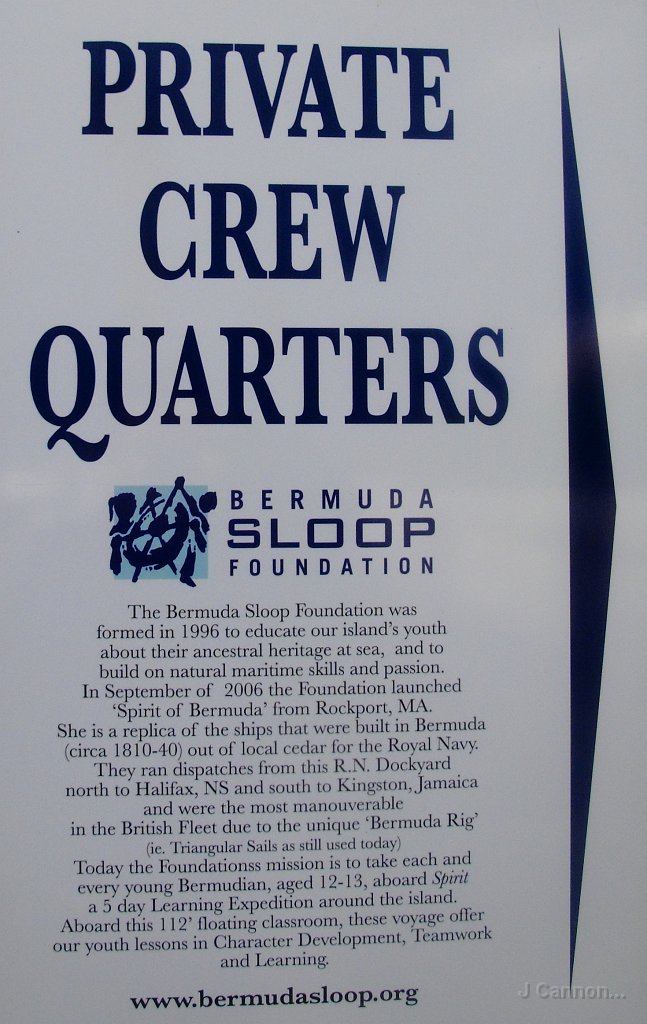 PRIVATE
CREW
QUARTERS
BERMUDA
SLOOP
FOUNDATION
The Bermuda Sloop Foundation was
formed in 1996 to educate our island's youth
about their ancestral heritage at sea, and to
build on natural maritime skills and passion.
In September of 2006 the Foundation launched
'Spirit of Bermuda' from Rockport, MA.
She is a replica of the ships that were built in Bermuda
(circa 1810-40) out of local cedar for the Royal Navy.
They ran dispatches from this R.N. Dockyard
north to Halifax, NS and south to Kingston, Jamaica
and were the most manouverable
in the British Fleet due to the unique 'Bermuda Rig'
(ie. Triangular Sails as still used today)
Today the Foundationss mission is to take each and
every young Bermudian, aged 12-13, aboard Spirit
a 5 day Learning Expedition around the island.
Aboard this 112' floating classroom, these voyage offer
our youth lessons in Character Development, Teamwork
and Learning.
www.bermudasloop.org
J Cannon...